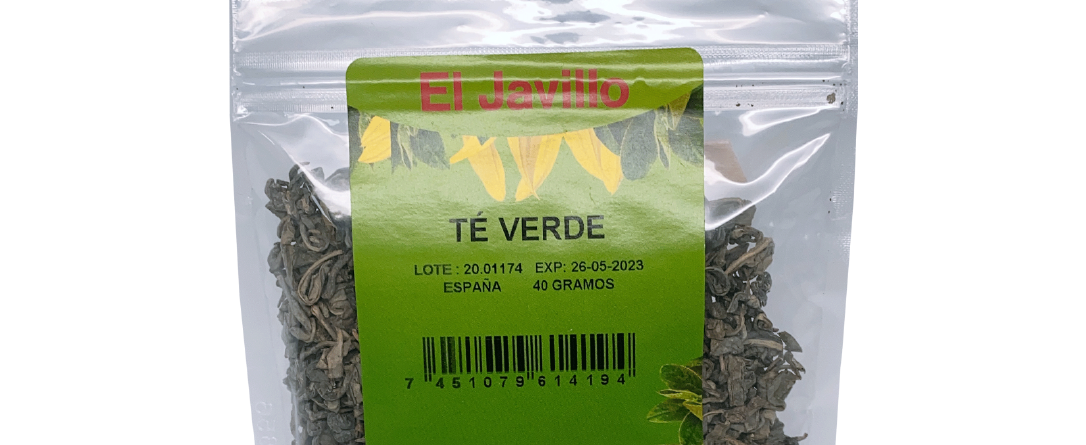 El Javillo
TÉ VERDE
LOTE : 20.01174 EXP: 26-05-2023
ESPAÑA 40 GRAMOS
7 451079 614194